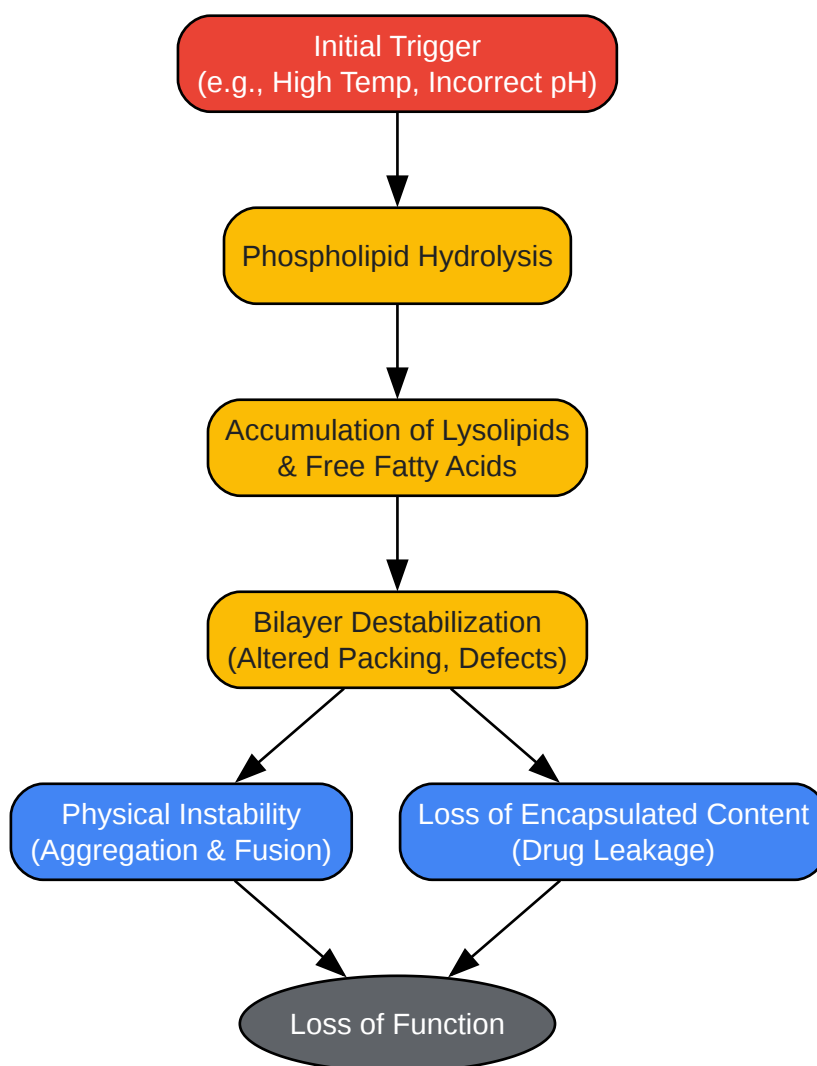 Initial Trigger
(e.g., High Temp, Incorrect pH)
Phospholipid Hydrolysis
Accumulation of Lysolipids
& Free Fatty Acids
Bilayer Destabilization
(Altered Packing, Defects)
Physical Instability
(Aggregation & Fusion)
Loss of Encapsulated Content
(Drug Leakage)
Loss of Function